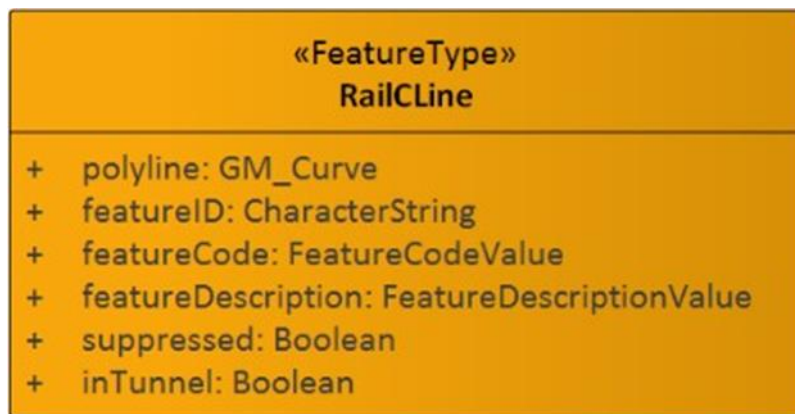 «FeatureType»
RailCLine
+ polyline: GM_Curve
+ featureID: CharacterString
+ featureCode: FeatureCodeValue
+ featureDescription: FeatureDescriptionValue
+ suppressed: Boolean
+ inTunnel: Boolean